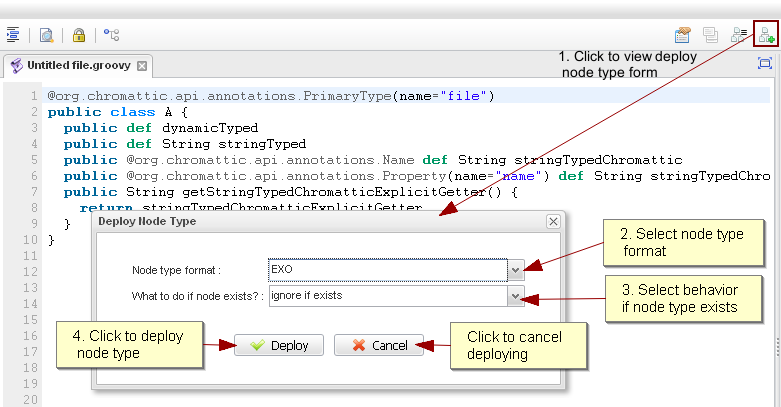 1. Click to view deploy
node type form
Untitled file.groovy
1 @org.chromattic.api.annotations.PrimaryType(name="file")
2 public class A {
3 public def dynamicTyped
4 public def String stringTyped
5 public @org.chromattic.api.annotations.Name def String stringTypedChromattic
6 public @org.chromattic.api.annotations.Property(name="name") def String stringTypedChro
7 public String getStringTypedChromatticExplicitGetter() {
8 return stringTypedChromatticExplicitGetter
9 }
10 }
11
12
13
14
15
16
17
18
19
20
Deploy Node Type
Node type format :
EXO
What to do if node exists? :
ignore if exists
Deploy
Cancel
2. Select node type
format
3. Select behavior
if node type exists
4. Click to deploy
node type
Click to cancel
deploying